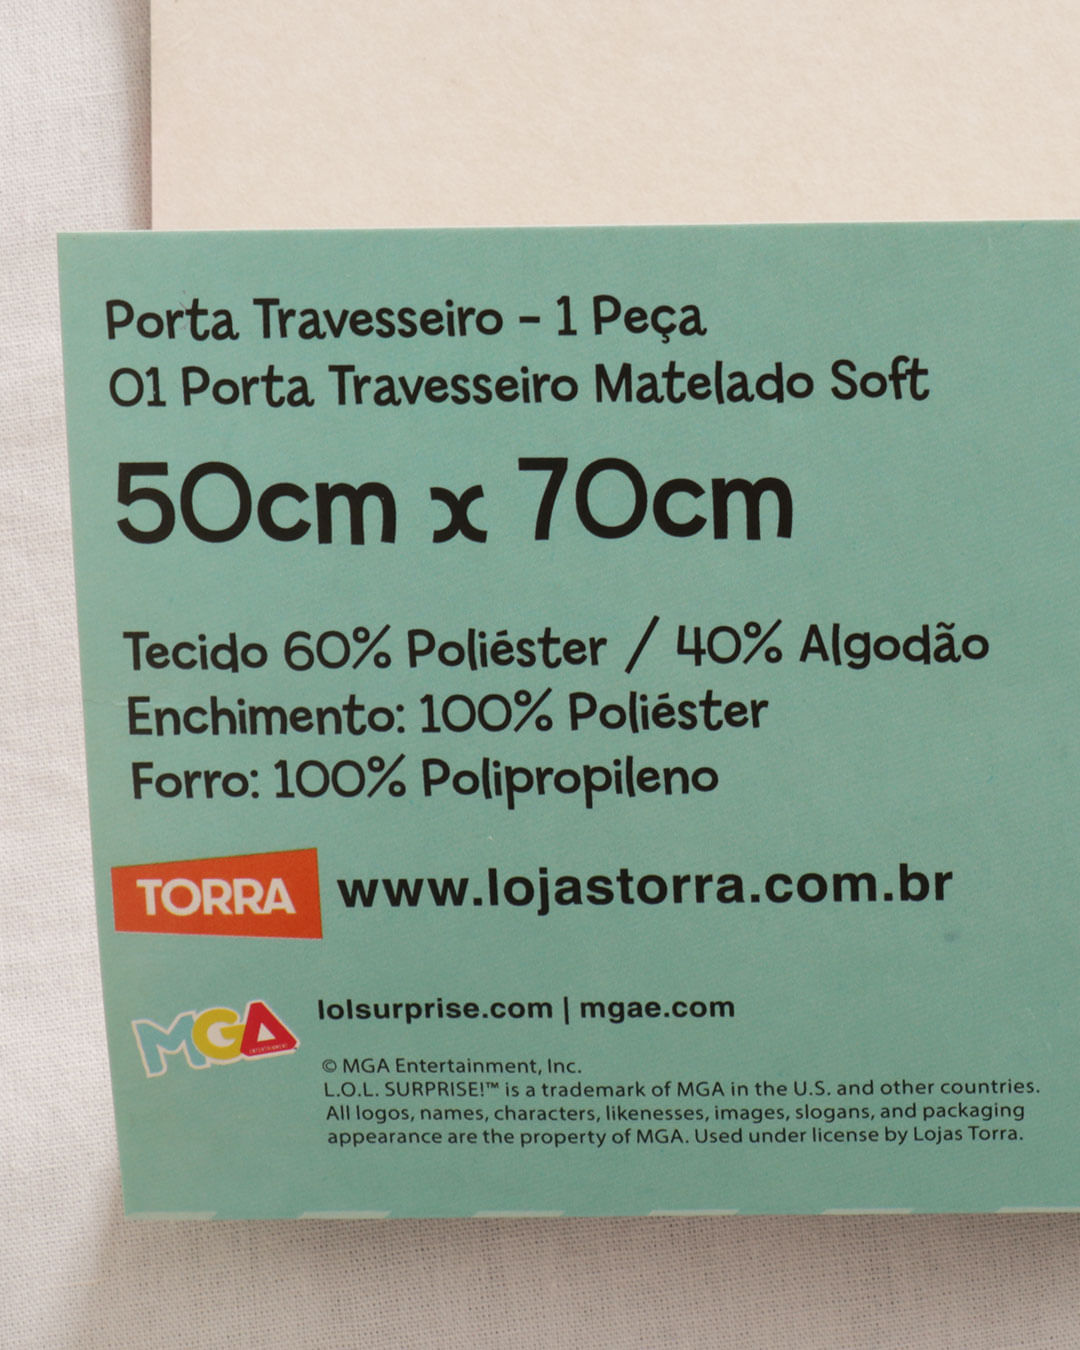 Porta Travesseiro - 1 Peça
01 Porta Travesseiro Matelado Soft
50cm x 70cm
Tecido 60% Poliéster / 40% Algodão
Enchimento: 100% Poliéster
Forro: 100% Polipropileno
TORRA www.lojastorra.com.br
MGA
lolsurprise.com | mgae.com
© MGA Entertainment, Inc.
L.O.L. SURPRISE!™ is a trademark of MGA in the U.S. and other countries.
All logos, names, characters, likenesses, images, slogans, and packaging
appearance are the property of MGA. Used under license by Lojas Torra.